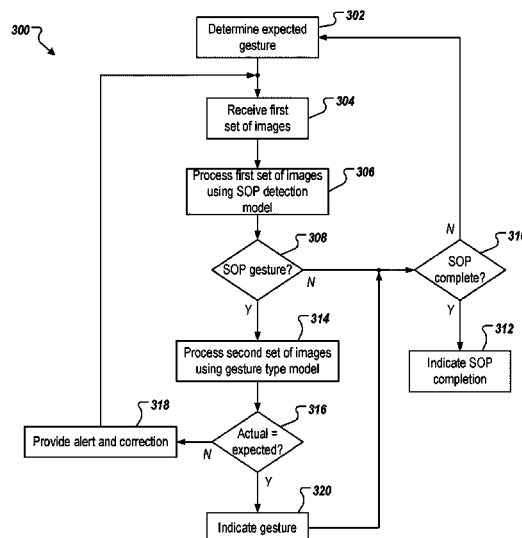 300
302
Determine expected
gesture
304
Receive first
set of images
306
Process first set of images
using SOP detection
model
308
SOP gesture?
N
Y
310
SOP
complete?
N
Y
312
Indicate SOP
completion
314
Process second set of images
using gesture type model
316
Actual =
expected?
N
Y
318
Provide alert and correction
320
Indicate gesture